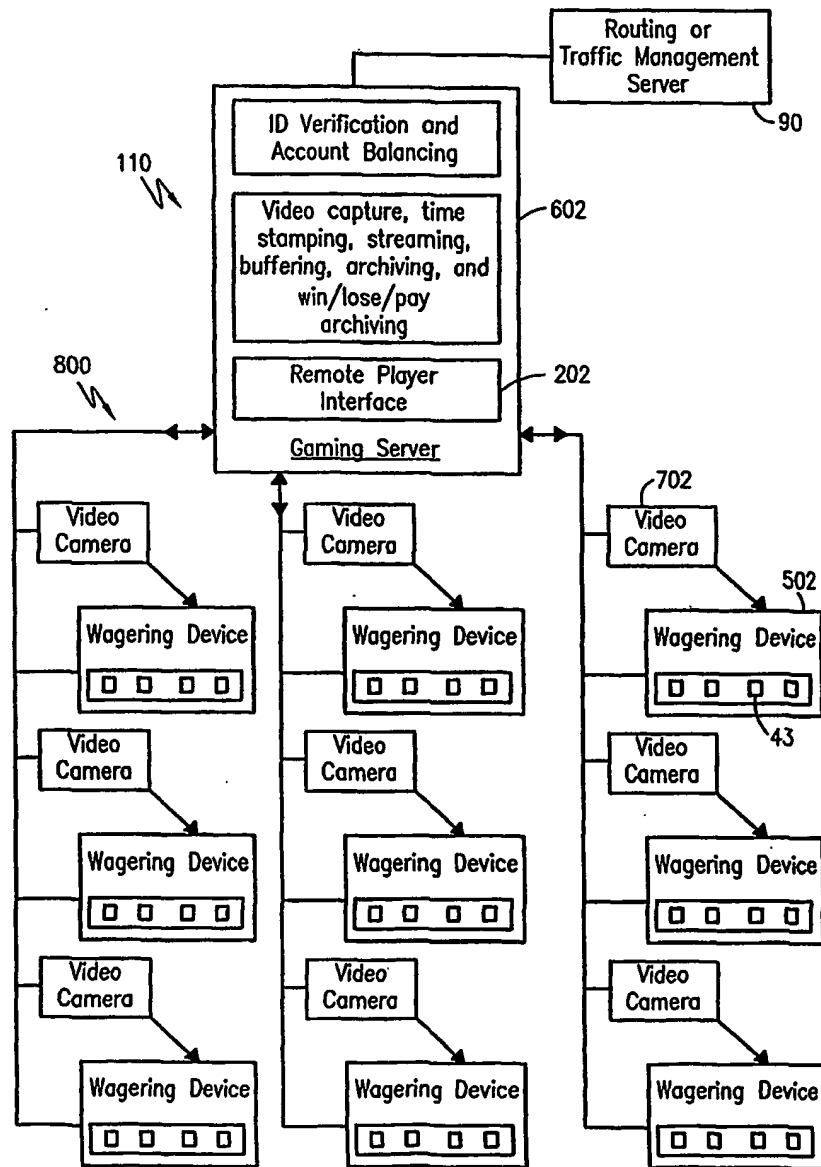 Routing or
Traffic Management
Server
90
ID Verification and
Account Balancing
110
602
Video capture, time
stamping, streaming,
buffering, archiving, and
win/lose/pay
archiving
800
Remote Player
Interface
202
Gaming Server
702
Video
Camera
Video
Camera
Video
Camera
502
Wagering Device
Wagering Device
Wagering Device
43
Video
Camera
Video
Camera
Video
Camera
Wagering Device
Wagering Device
Wagering Device
Video
Camera
Video
Camera
Video
Camera
Wagering Device
Wagering Device
Wagering Device